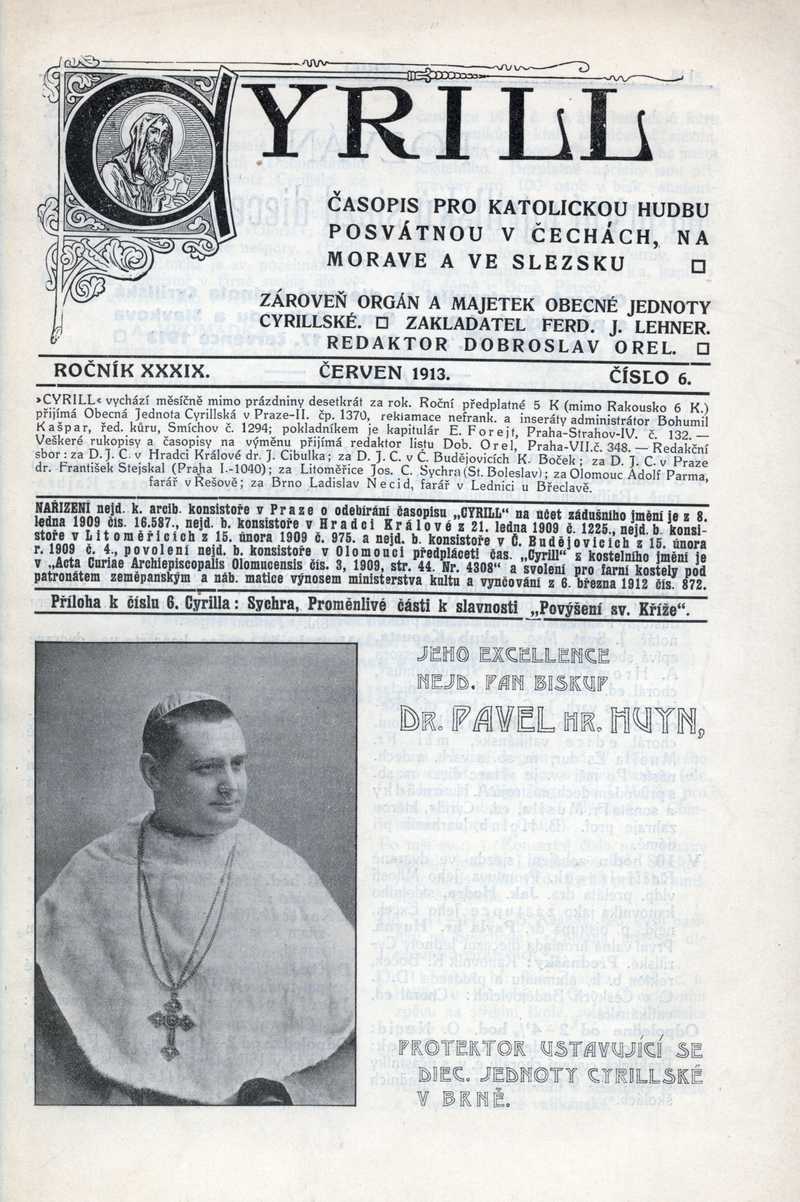 CYRILL
ČASOPIS PRO KATOLICKOU HUDBU
POSVÁTNOU V ČECHÁCH, NA
MORAVE A VE SLEZSKU
ZÁROVEŇ ORGÁN A MAJETEK OBECNÉ JEDNOTY
CYRILLSKÉ. □ ZAKLADATEL FERD. J. LEHNER.
REDAKTOR DOBROSLAV OREL. □
ROČNÍK XXXIX. ČERVEN 1913. ČÍSLO 6.
›CYRILL‹ vychází měsíčně mimo prázdniny desetkrát za rok. Roční předplatné 5 K (mimo Rakousko 6 K.)
přijímá Obecná Jednota Cyrillská v Praze-II. čp. 1370, reklamace nefrank. a inseráty administrátor Bohumil
Kašpar, řed. kůru, Smíchov č. 1294; pokladníkem je kapitulár E. Forejt, Praha-Strahov-IV. č. 132. —
Veškeré rukopisy a časopisy na výměnu přijímá redaktor listu Dob. Orel, Praha-VII.č. 348. — Redakční
sbor: za D. J. C. v Hradci Králové dr. J. Cibulka; za D. J. C. v Č. Budějovicích K. Boček; za D. J. C. v Praze
dr. František Stejskal (Praha I.-1040); za Litoměřice Jos. C. Sychra (St. Boleslav); za Olomouc Adolf Parma,
farář v Rešově; za Brno Ladislav Necid, farář v Lednici u Břeclavě.
NAŘÍZENÍ nejd. k. arcib. konsistoře v Praze o odebírání časopisu „CYRILL“ na účet zádušního jmění je z 8.
ledna 1909 čís. 16.587., nejd. b. konsistoře v Hradci Králové z 21. ledna 1909 č. 1225., nejd. b. konsi-
stoře v Litoměřicích z 15. února 1909 č. 975. a nejd. b. konsistoře v Č. Budějovicích z 15. února
r. 1909 č. 4., povolení nejd. b. konsistoře v Olomouci předpláceti čas. „Cyrill“ z kostelního jmění je
v „Acta Curiae Archiepiscopalis Olomucensis čís. 3, 1909, str. 44. Nr. 4308“ a svolení pro farní kostely pod
patronátem zeměpanským a náb. matice výnosem ministerstva kultu a vynčování z 6. března 1912 čís. 872.
Příloha k číslu 6. Cyrilla: Sychra, Proměnlivé části k slavnosti „Povýšení sv. Kříže“.
JEHO EXCELLENCE
NEJD. PAN BISKUP
DR. PAVEL HR. HUYN,
PROTEKTOR USTAVUJÍCÍ SE
DIEC. JEDNOTY CYRILLSKÉ
V BRNĚ.